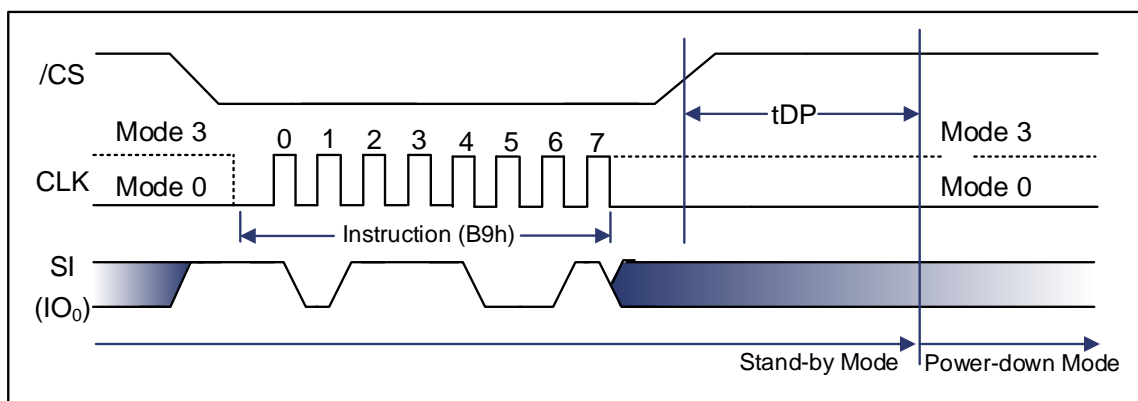 /CS
tDP
Mode 3
0 1 2 3 4 5 6 7
Mode 3
CLK
Mode 0
Mode 0
Instruction (B9h)
SI
(IO₀)
Stand-by Mode
Power-down Mode